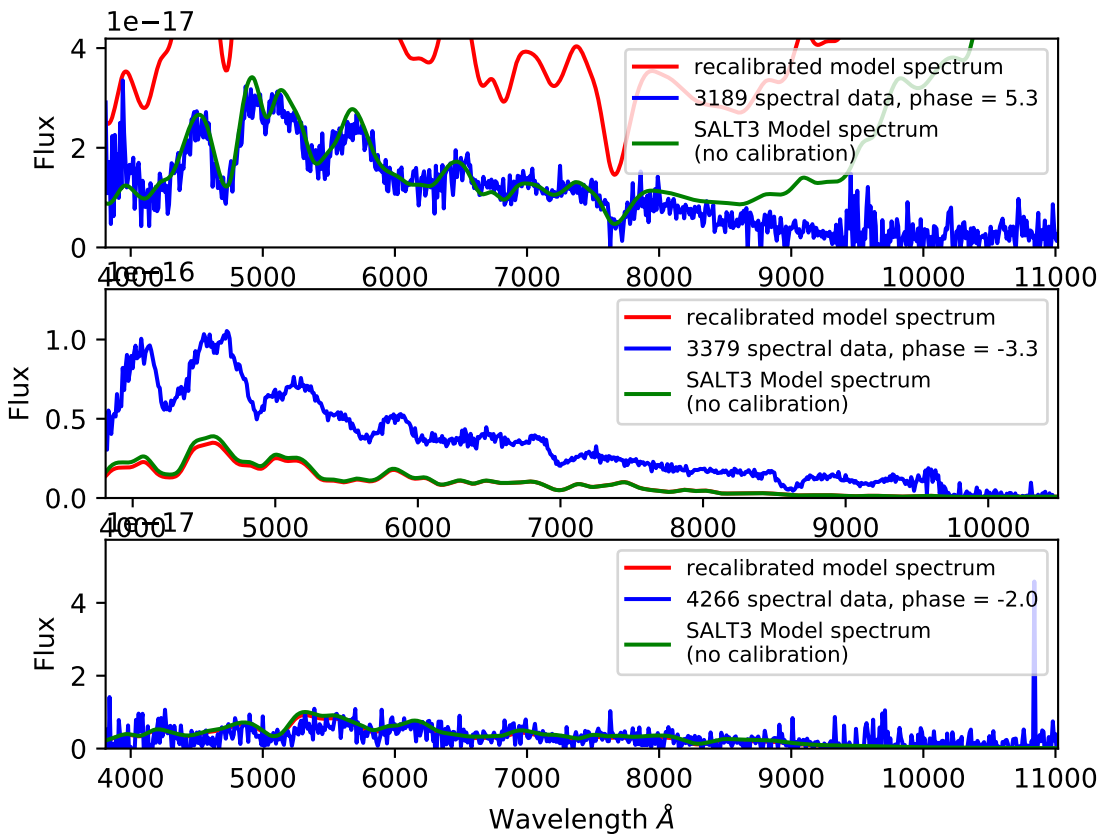 1e−17
4
2
0
Flux
recalibrated model spectrum
3189 spectral data, phase = 5.3
SALT3 Model spectrum
(no calibration)
4000 5000 6000 7000 8000 9000 10000 11000
1e−16
1.0
0.5
0.0
Flux
recalibrated model spectrum
3379 spectral data, phase = -3.3
SALT3 Model spectrum
(no calibration)
4000 5000 6000 7000 8000 9000 10000
1e−17
4
2
0
Flux
recalibrated model spectrum
4266 spectral data, phase = -2.0
SALT3 Model spectrum
(no calibration)
4000 5000 6000 7000 8000 9000 10000 11000
Wavelength Å